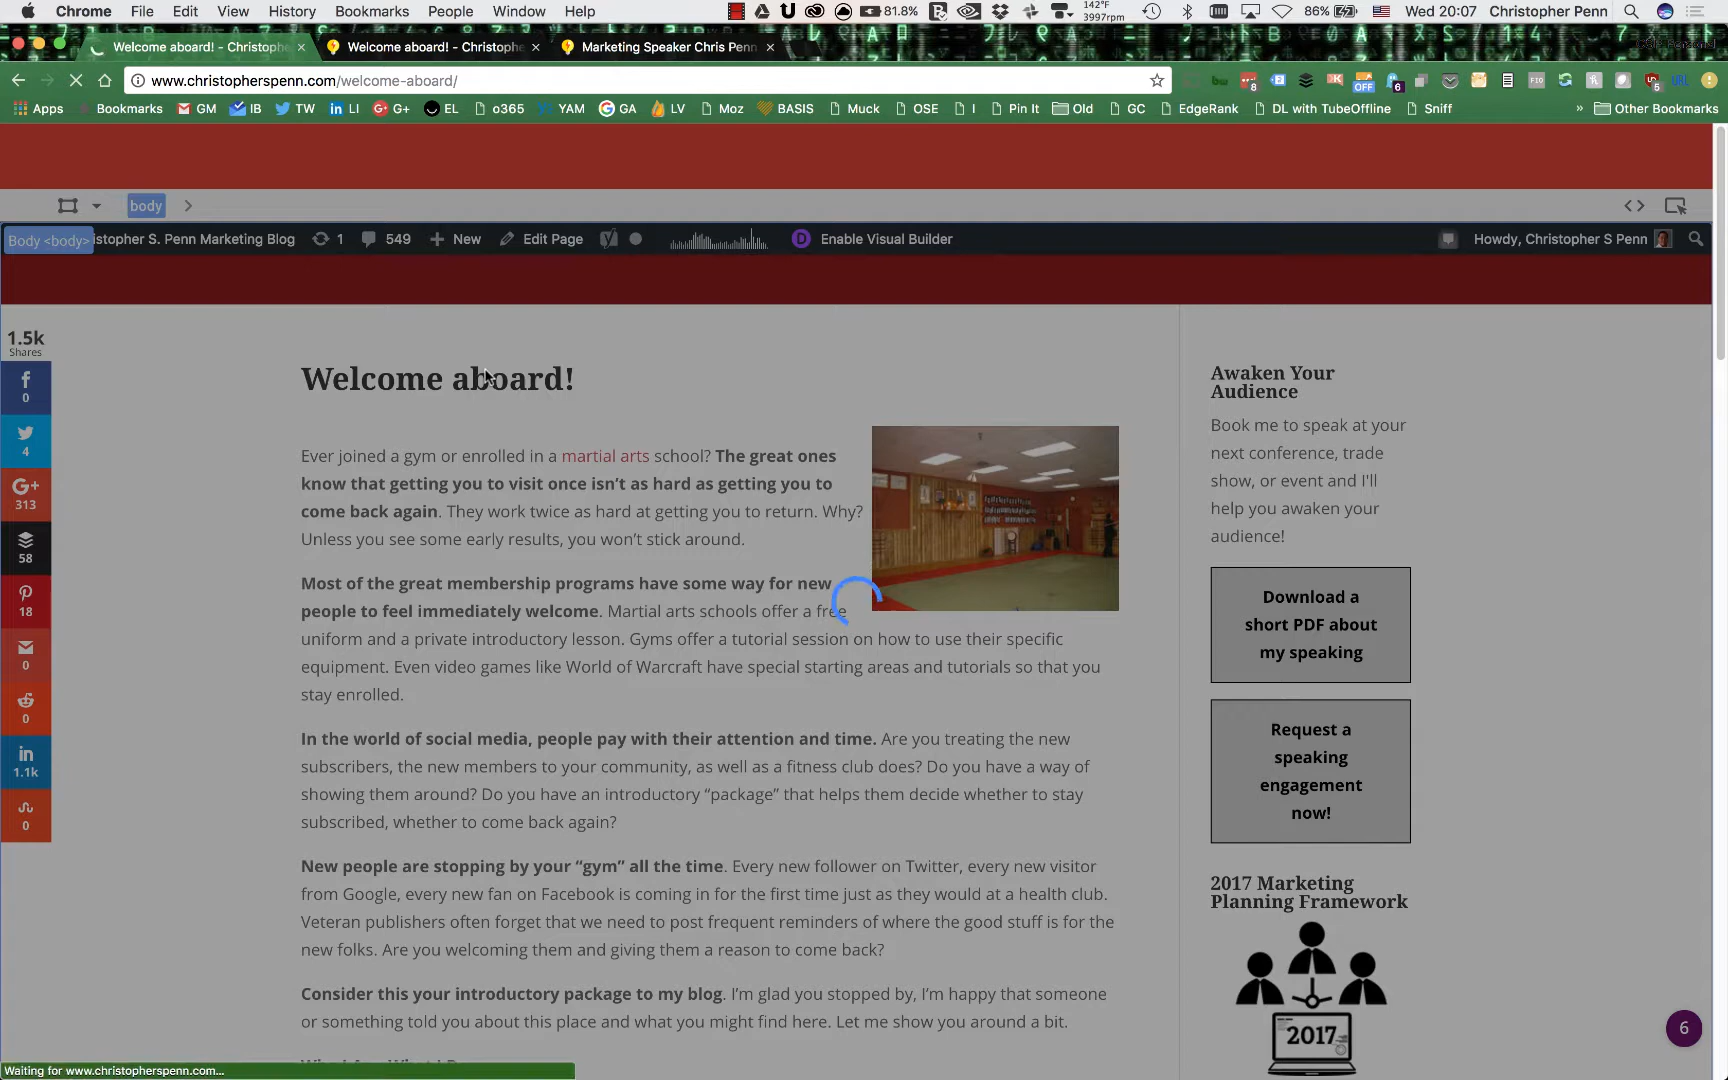 Chrome File Edit View History Bookmarks People Window Help 81.8% 142°F 3997rpm 86% Wed 20:07 Christopher Penn
Welcome aboard! - Christophe × Welcome aboard! - Christophe × Marketing Speaker Chris Penn ×
www.christopherspenn.com/welcome-aboard/
Apps Bookmarks GM IB TW LI G+ EL o365 YAM GA LV Moz BASIS Muck OSE I Pin It Old GC EdgeRank DL with TubeOffline Sniff » Other Bookmarks
body
Body <body> istopher S. Penn Marketing Blog 1 549 New Edit Page Enable Visual Builder Howdy, Christopher S Penn
1.5k
Shares
0
4
313
58
18
0
0
1.1k
0
Welcome aboard!
Ever joined a gym or enrolled in a martial arts school? The great ones
know that getting you to visit once isn't as hard as getting you to
come back again. They work twice as hard at getting you to return. Why?
Unless you see some early results, you won't stick around.
Most of the great membership programs have some way for new
people to feel immediately welcome. Martial arts schools offer a free
uniform and a private introductory lesson. Gyms offer a tutorial session on how to use their specific
equipment. Even video games like World of Warcraft have special starting areas and tutorials so that you
stay enrolled.
In the world of social media, people pay with their attention and time. Are you treating the new
subscribers, the new members to your community, as well as a fitness club does? Do you have a way of
showing them around? Do you have an introductory “package” that helps them decide whether to stay
subscribed, whether to come back again?
New people are stopping by your “gym” all the time. Every new follower on Twitter, every new visitor
from Google, every new fan on Facebook is coming in for the first time just as they would at a health club.
Veteran publishers often forget that we need to post frequent reminders of where the good stuff is for the
new folks. Are you welcoming them and giving them a reason to come back?
Consider this your introductory package to my blog. I'm glad you stopped by, I'm happy that someone
or something told you about this place and what you might find here. Let me show you around a bit.
Awaken Your
Audience
Book me to speak at your
next conference, trade
show, or event and I'll
help you awaken your
audience!
Download a
short PDF about
my speaking
Request a
speaking
engagement
now!
2017 Marketing
Planning Framework
2017
6
Waiting for www.christopherspenn.com...